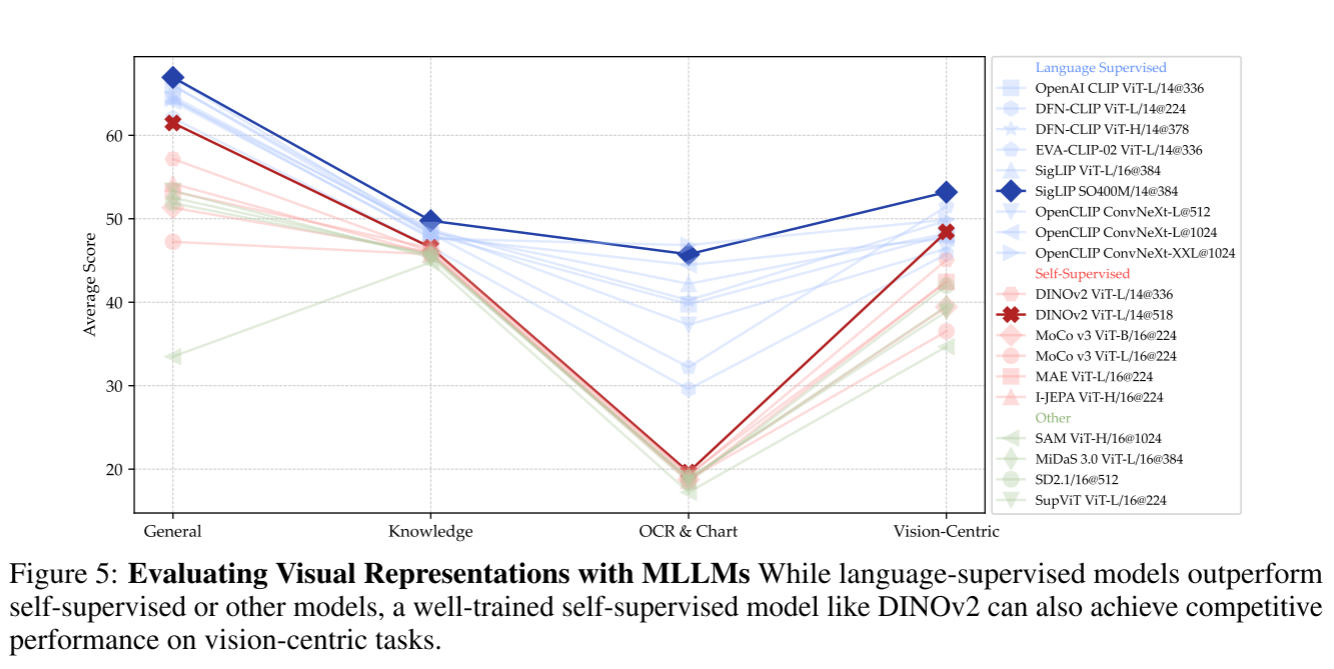 Average Score
60
50
40
30
20
General
Knowledge
OCR & Chart
Vision-Centric
Language Supervised
OpenAI CLIP ViT-L/14@336
DFN-CLIP ViT-L/14@224
DFN-CLIP ViT-H/14@378
EVA-CLIP-02 ViT-L/14@336
SigLIP ViT-L/16@384
SigLIP SO400M/14@384
OpenCLIP ConvNeXt-L@512
OpenCLIP ConvNeXt-L@1024
OpenCLIP ConvNeXt-XXL@1024
Self-Supervised
DINOv2 ViT-L/14@336
DINOv2 ViT-L/14@518
MoCo v3 ViT-B/16@224
MoCo v3 ViT-L/16@224
MAE ViT-L/16@224
I-JEPA ViT-H/16@224
Other
SAM ViT-H/16@1024
MiDaS 3.0 ViT-L/16@384
SD2.1/16@512
SupViT ViT-L/16@224
Figure 5: Evaluating Visual Representations with MLLMs While language-supervised models outperform
self-supervised or other models, a well-trained self-supervised model like DINOv2 can also achieve competitive
performance on vision-centric tasks.